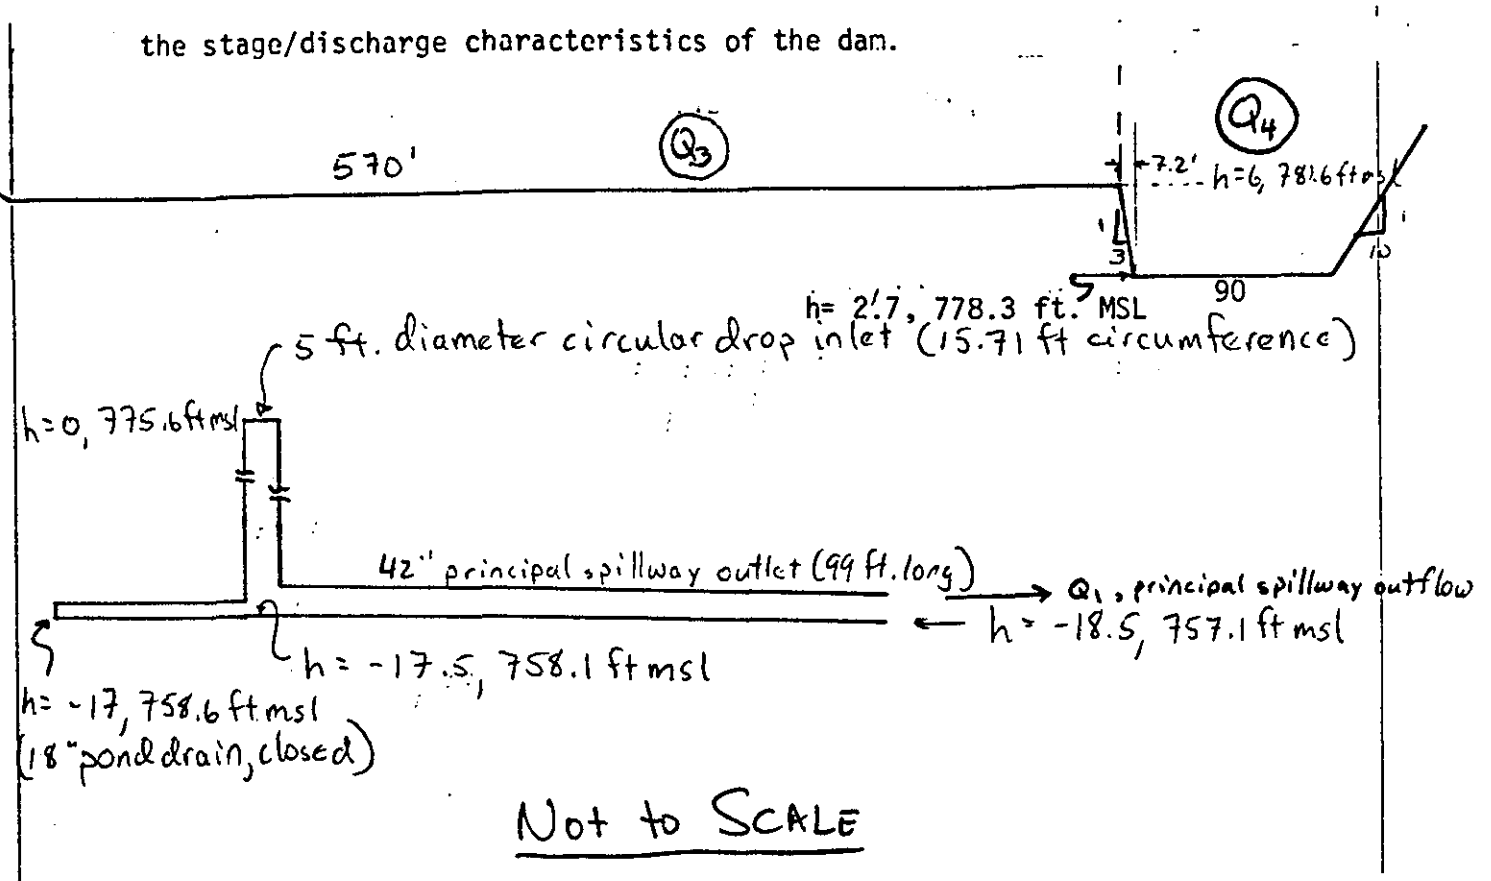 the stage/discharge characteristics of the dam.
Q4
Q3
570'
7.2'
h=6, 781.6 ft msl
1
3
1
10
90
h= 2.7, 778.3 ft. MSL
5 ft. diameter circular drop inlet (15.71 ft circumference)
h=0, 775.6 ft msl
42" principal spillway outlet (99 ft. long)
Q1, principal spillway outflow
h= -18.5, 757.1 ft msl
h= -17.5, 758.1 ft msl
h= -17, 758.6 ft msl
(18" pond drain, closed)
Not to SCALE